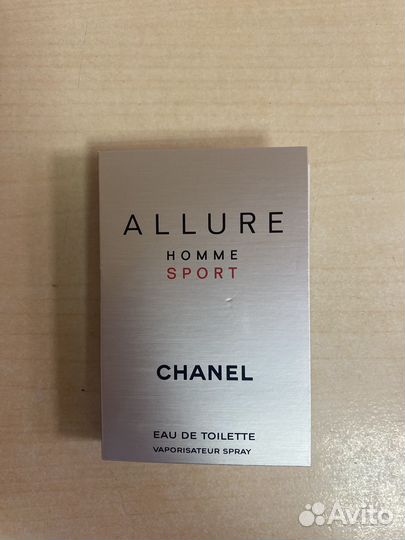 ALLURE
HOMME
SPORT
CHANEL
EAU DE TOILETTE
VAPORISATEUR SPRAY
Avito